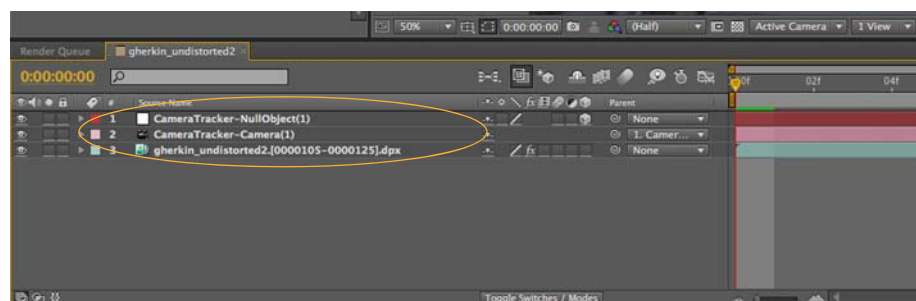 50% 0:00:00:00 (Half) Active Camera 1 View
Render Queue gherkin_undistorted2
0:00:00:00 02f 04f
# Source Name Parent
1 CameraTracker-NullObject(1) None
2 CameraTracker-Camera(1) 1. Camer...
3 gherkin_undistorted2.[0000105-0000125].dpx fx None
Toggle Switches / Modes